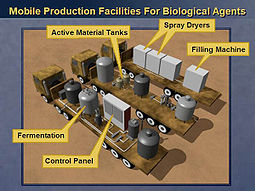 Mobile Production Facilities For Biological Agents
Spray Dryers
Active Material Tanks
Filling Machine
Fermentation
Control Panel